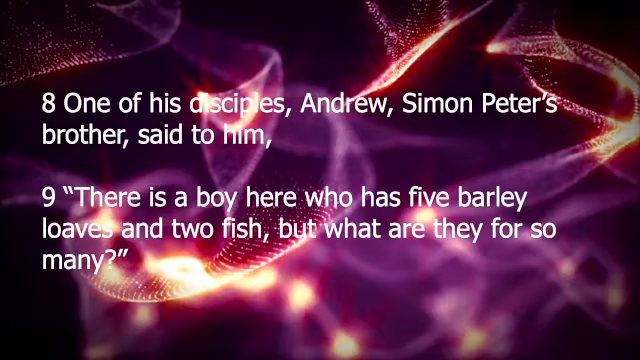 8 One of his disciples, Andrew, Simon Peter’s
brother, said to him,
9 “There is a boy here who has five barley
loaves and two fish, but what are they for so
many?”